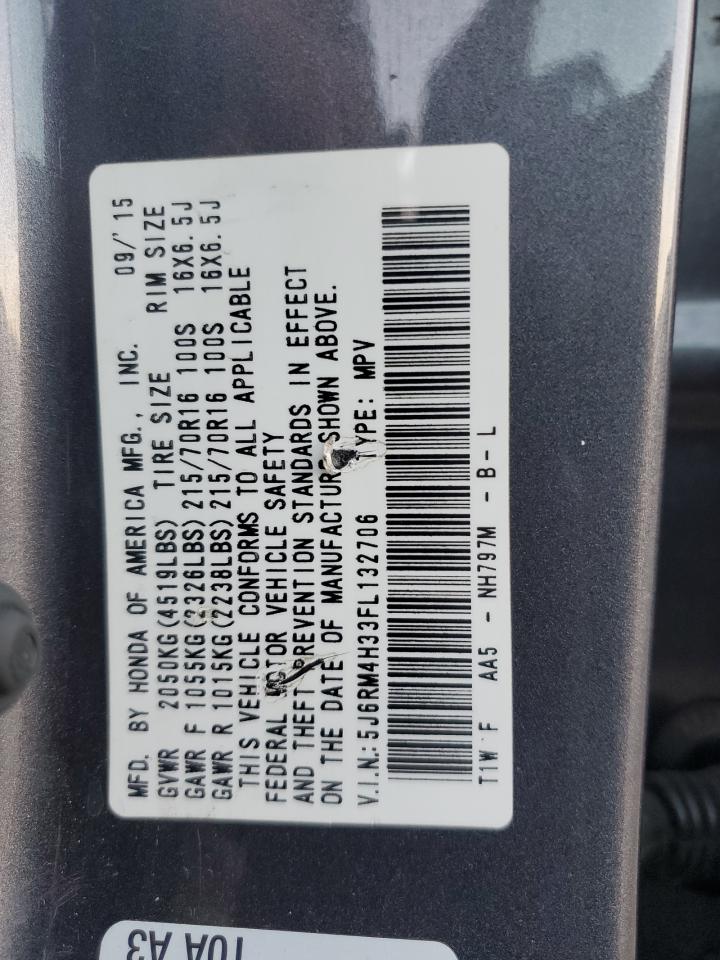 MFD. BY HONDA OF AMERICA MFG., INC. 09/'15
GVWR 2050KG(4519LBS) TIRE SIZE RIM SIZE
GAWR F 1055KG(2326LBS) 215/70R16 100S 16X6.5J
GAWR R 1015KG(2238LBS) 215/70R16 100S 16X6.5J
THIS VEHICLE CONFORMS TO ALL APPLICABLE
FEDERAL MOTOR VEHICLE SAFETY
AND THEFT PREVENTION STANDARDS IN EFFECT
ON THE DATE OF MANUFACTURE SHOWN ABOVE.
V.I.N.: 5J6RM4H33FL132706 TYPE: MPV
T1W F AA5 - NH797M - B - L
T0A A3